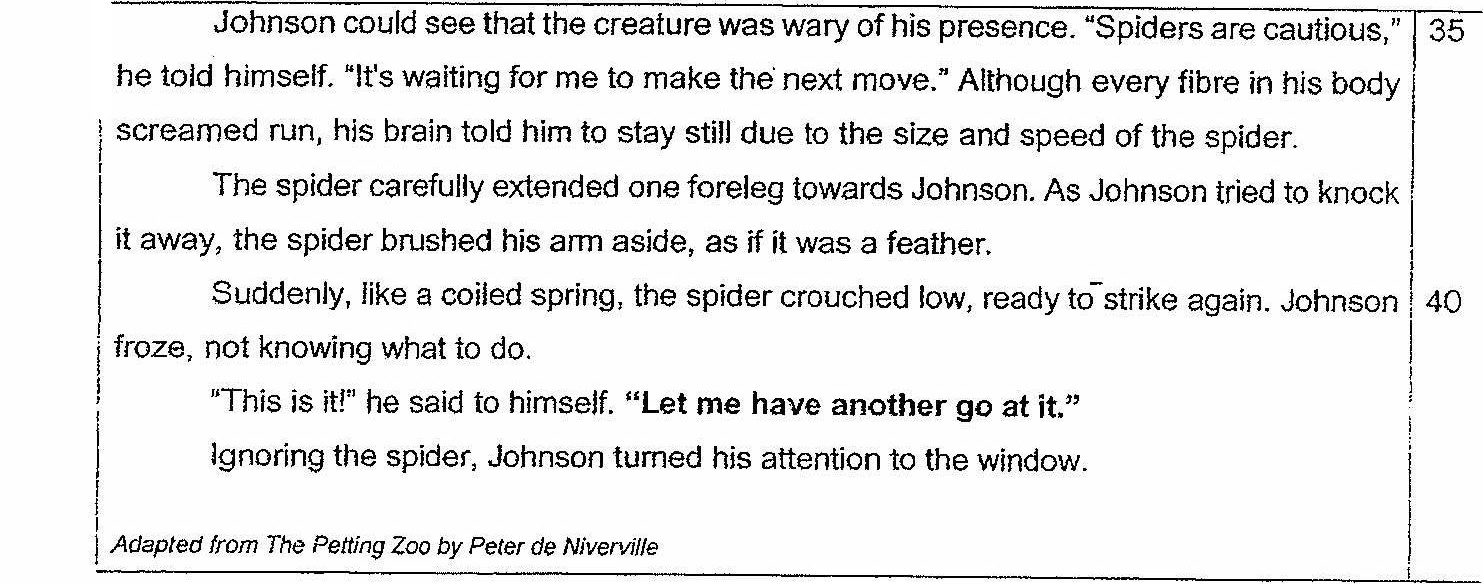 Johnson could see that the creature was wary of his presence. "Spiders are cautious," 35
he told himself. "It's waiting for me to make the next move." Although every fibre in his body
screamed run, his brain told him to stay still due to the size and speed of the spider.
The spider carefully extended one foreleg towards Johnson. As Johnson tried to knock
it away, the spider brushed his arm aside, as if it was a feather.
Suddenly, like a coiled spring, the spider crouched low, ready to strike again. Johnson 40
froze, not knowing what to do.
"This is it!" he said to himself. "Let me have another go at it."
Ignoring the spider, Johnson turned his attention to the window.
Adapted from The Petting Zoo by Peter de Niverville